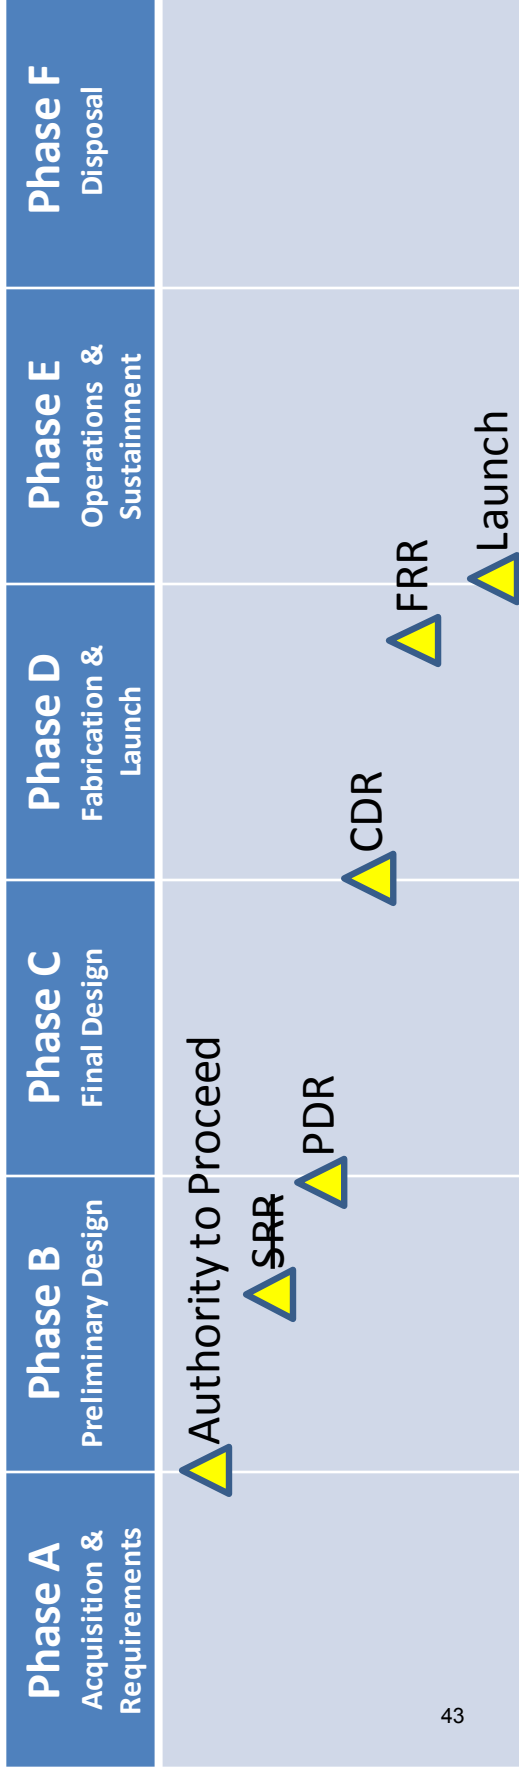 Phase A
Acquisition &
Requirements
Phase B
Preliminary Design
Phase C
Final Design
Phase D
Fabrication &
Launch
Phase E
Operations &
Sustainment
Phase F
Disposal
Authority to Proceed
SRR
PDR
CDR
FRR
Launch
43